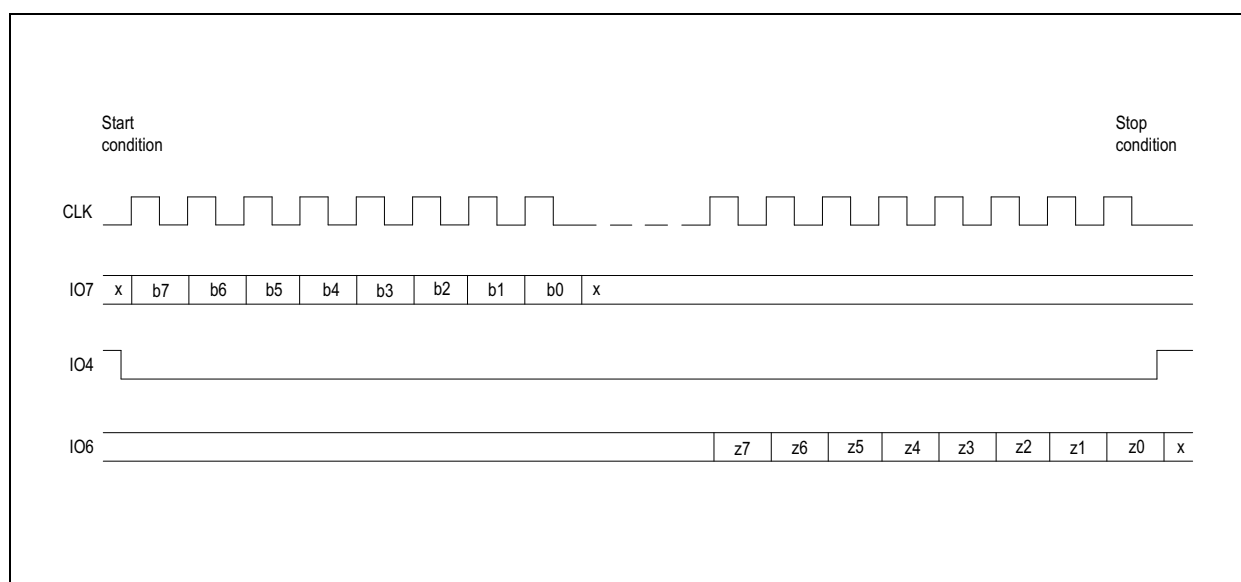 Start
condition
Stop
condition
CLK
IO7 x b7 b6 b5 b4 b3 b2 b1 b0 x
IO4
IO6 z7 z6 z5 z4 z3 z2 z1 z0 x